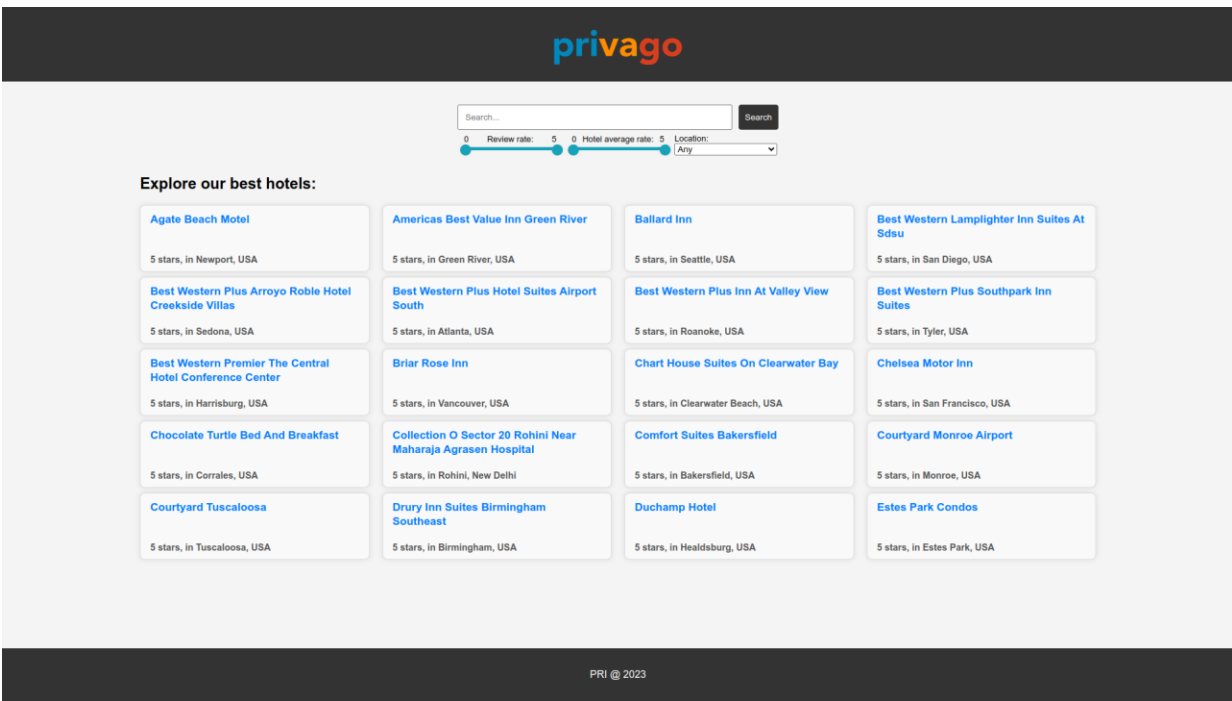 privago
Search...
Search
0 Review rate: 5 0 Hotel average rate: 5 Location:
Any
Explore our best hotels:
Agate Beach Motel
5 stars, in Newport, USA
Americas Best Value Inn Green River
5 stars, in Green River, USA
Ballard Inn
5 stars, in Seattle, USA
Best Western Lamplighter Inn Suites At
Sdsu
5 stars, in San Diego, USA
Best Western Plus Arroyo Roble Hotel
Creekside Villas
5 stars, in Sedona, USA
Best Western Plus Hotel Suites Airport
South
5 stars, in Atlanta, USA
Best Western Plus Inn At Valley View
5 stars, in Roanoke, USA
Best Western Plus Southpark Inn
Suites
5 stars, in Tyler, USA
Best Western Premier The Central
Hotel Conference Center
5 stars, in Harrisburg, USA
Briar Rose Inn
5 stars, in Vancouver, USA
Chart House Suites On Clearwater Bay
5 stars, in Clearwater Beach, USA
Chelsea Motor Inn
5 stars, in San Francisco, USA
Chocolate Turtle Bed And Breakfast
5 stars, in Corrales, USA
Collection O Sector 20 Rohini Near
Maharaja Agrasen Hospital
5 stars, in Rohini, New Delhi
Comfort Suites Bakersfield
5 stars, in Bakersfield, USA
Courtyard Monroe Airport
5 stars, in Monroe, USA
Courtyard Tuscaloosa
5 stars, in Tuscaloosa, USA
Drury Inn Suites Birmingham
Southeast
5 stars, in Birmingham, USA
Duchamp Hotel
5 stars, in Healdsburg, USA
Estes Park Condos
5 stars, in Estes Park, USA
PRI @ 2023